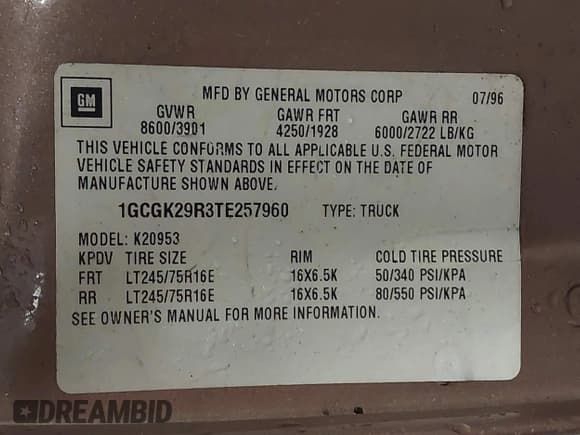 GM
MFD BY GENERAL MOTORS CORP 07/96
GVWR GAWR FRT GAWR RR
8600/3901 4250/1928 6000/2722 LB/KG
THIS VEHICLE CONFORMS TO ALL APPLICABLE U.S. FEDERAL MOTOR
VEHICLE SAFETY STANDARDS IN EFFECT ON THE DATE OF
MANUFACTURE SHOWN ABOVE.
1GCGK29R3TE257960 TYPE: TRUCK
MODEL: K20953
KPDV TIRE SIZE RIM COLD TIRE PRESSURE
FRT LT245/75R16E 16X6.5K 50/340 PSI/KPA
RR LT245/75R16E 16X6.5K 80/550 PSI/KPA
SEE OWNER'S MANUAL FOR MORE INFORMATION.
DREAMBID